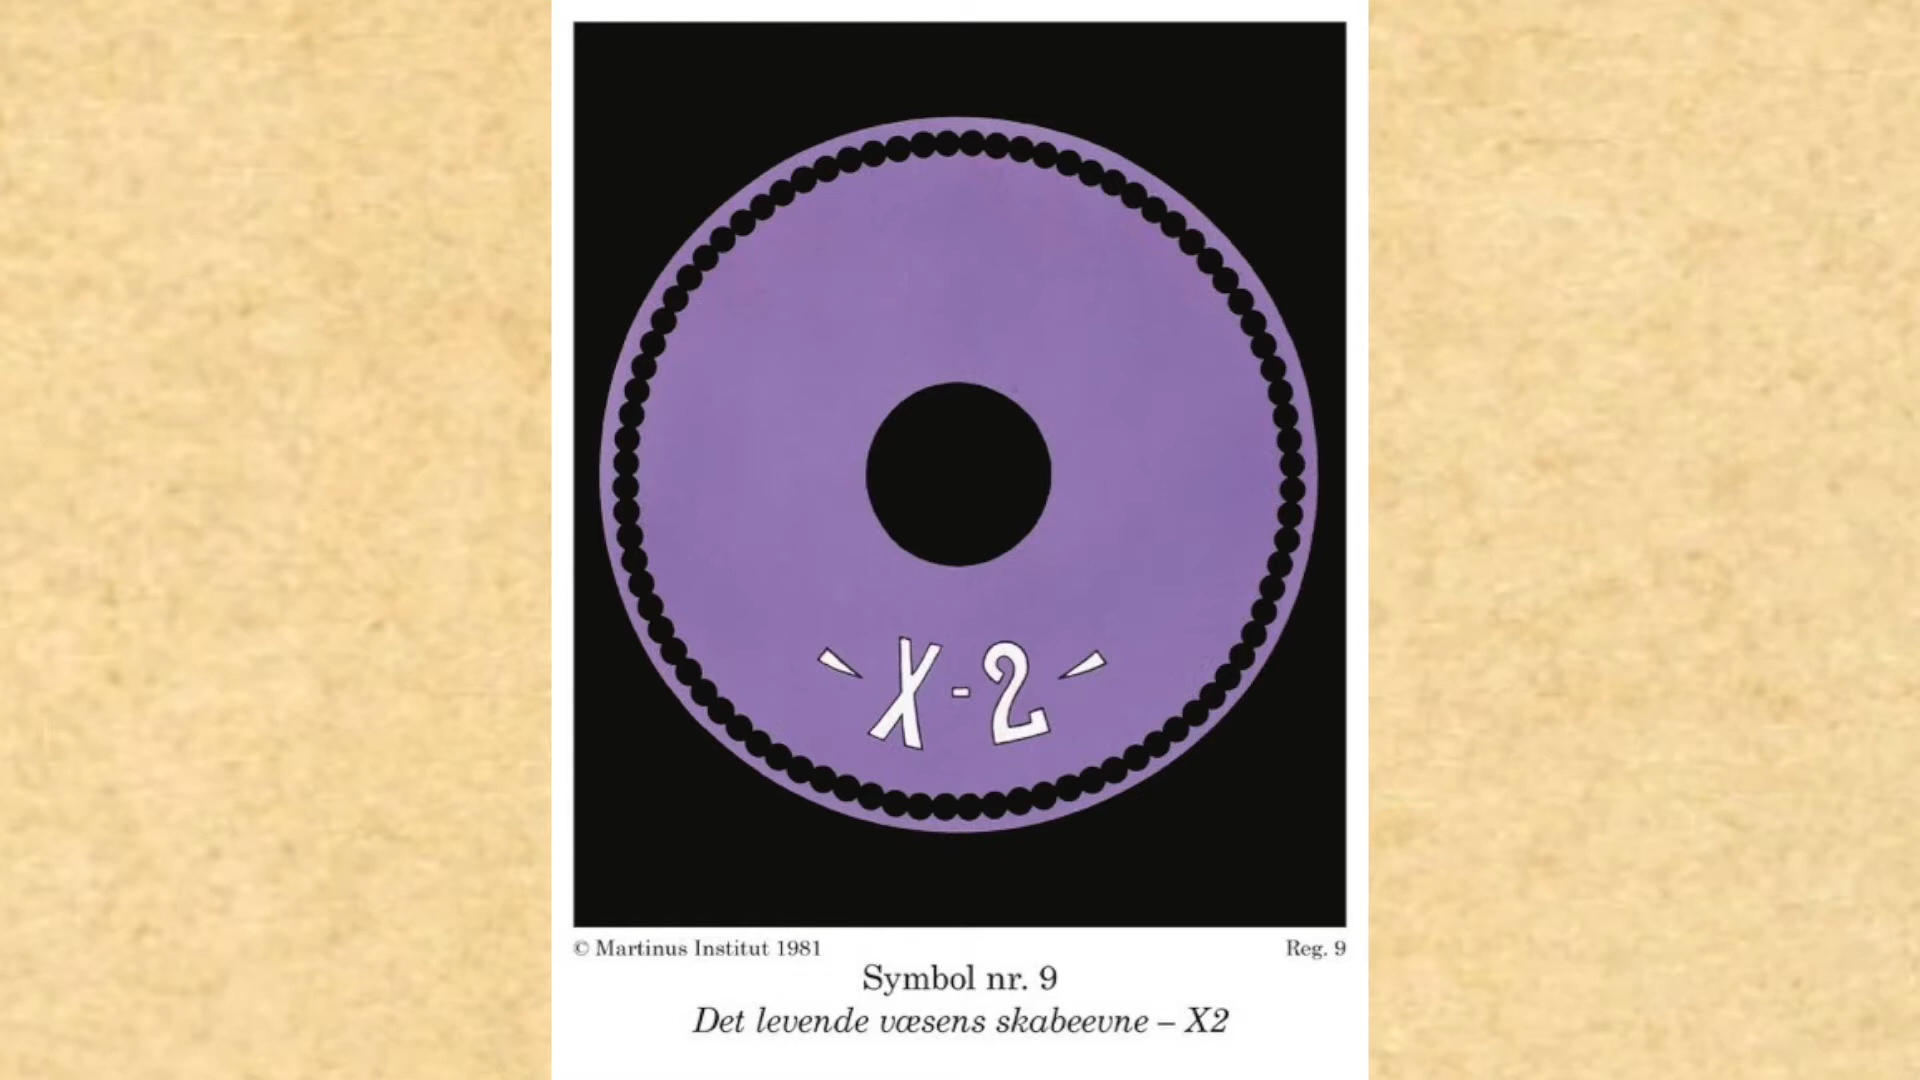 X-2
© Martinus Institut 1981 Reg. 9
Symbol nr. 9
Det levende væsens skabeevne – X2